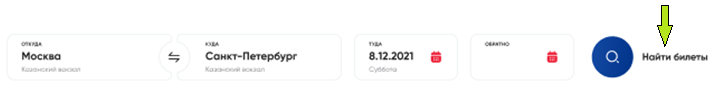 ОТКУДА
Москва
Казанский вокзал
КУДА
Санкт-Петербург
Казанский вокзал
ТУДА
8.12.2021
Суббота
ОБРАТНО
Найти билеты